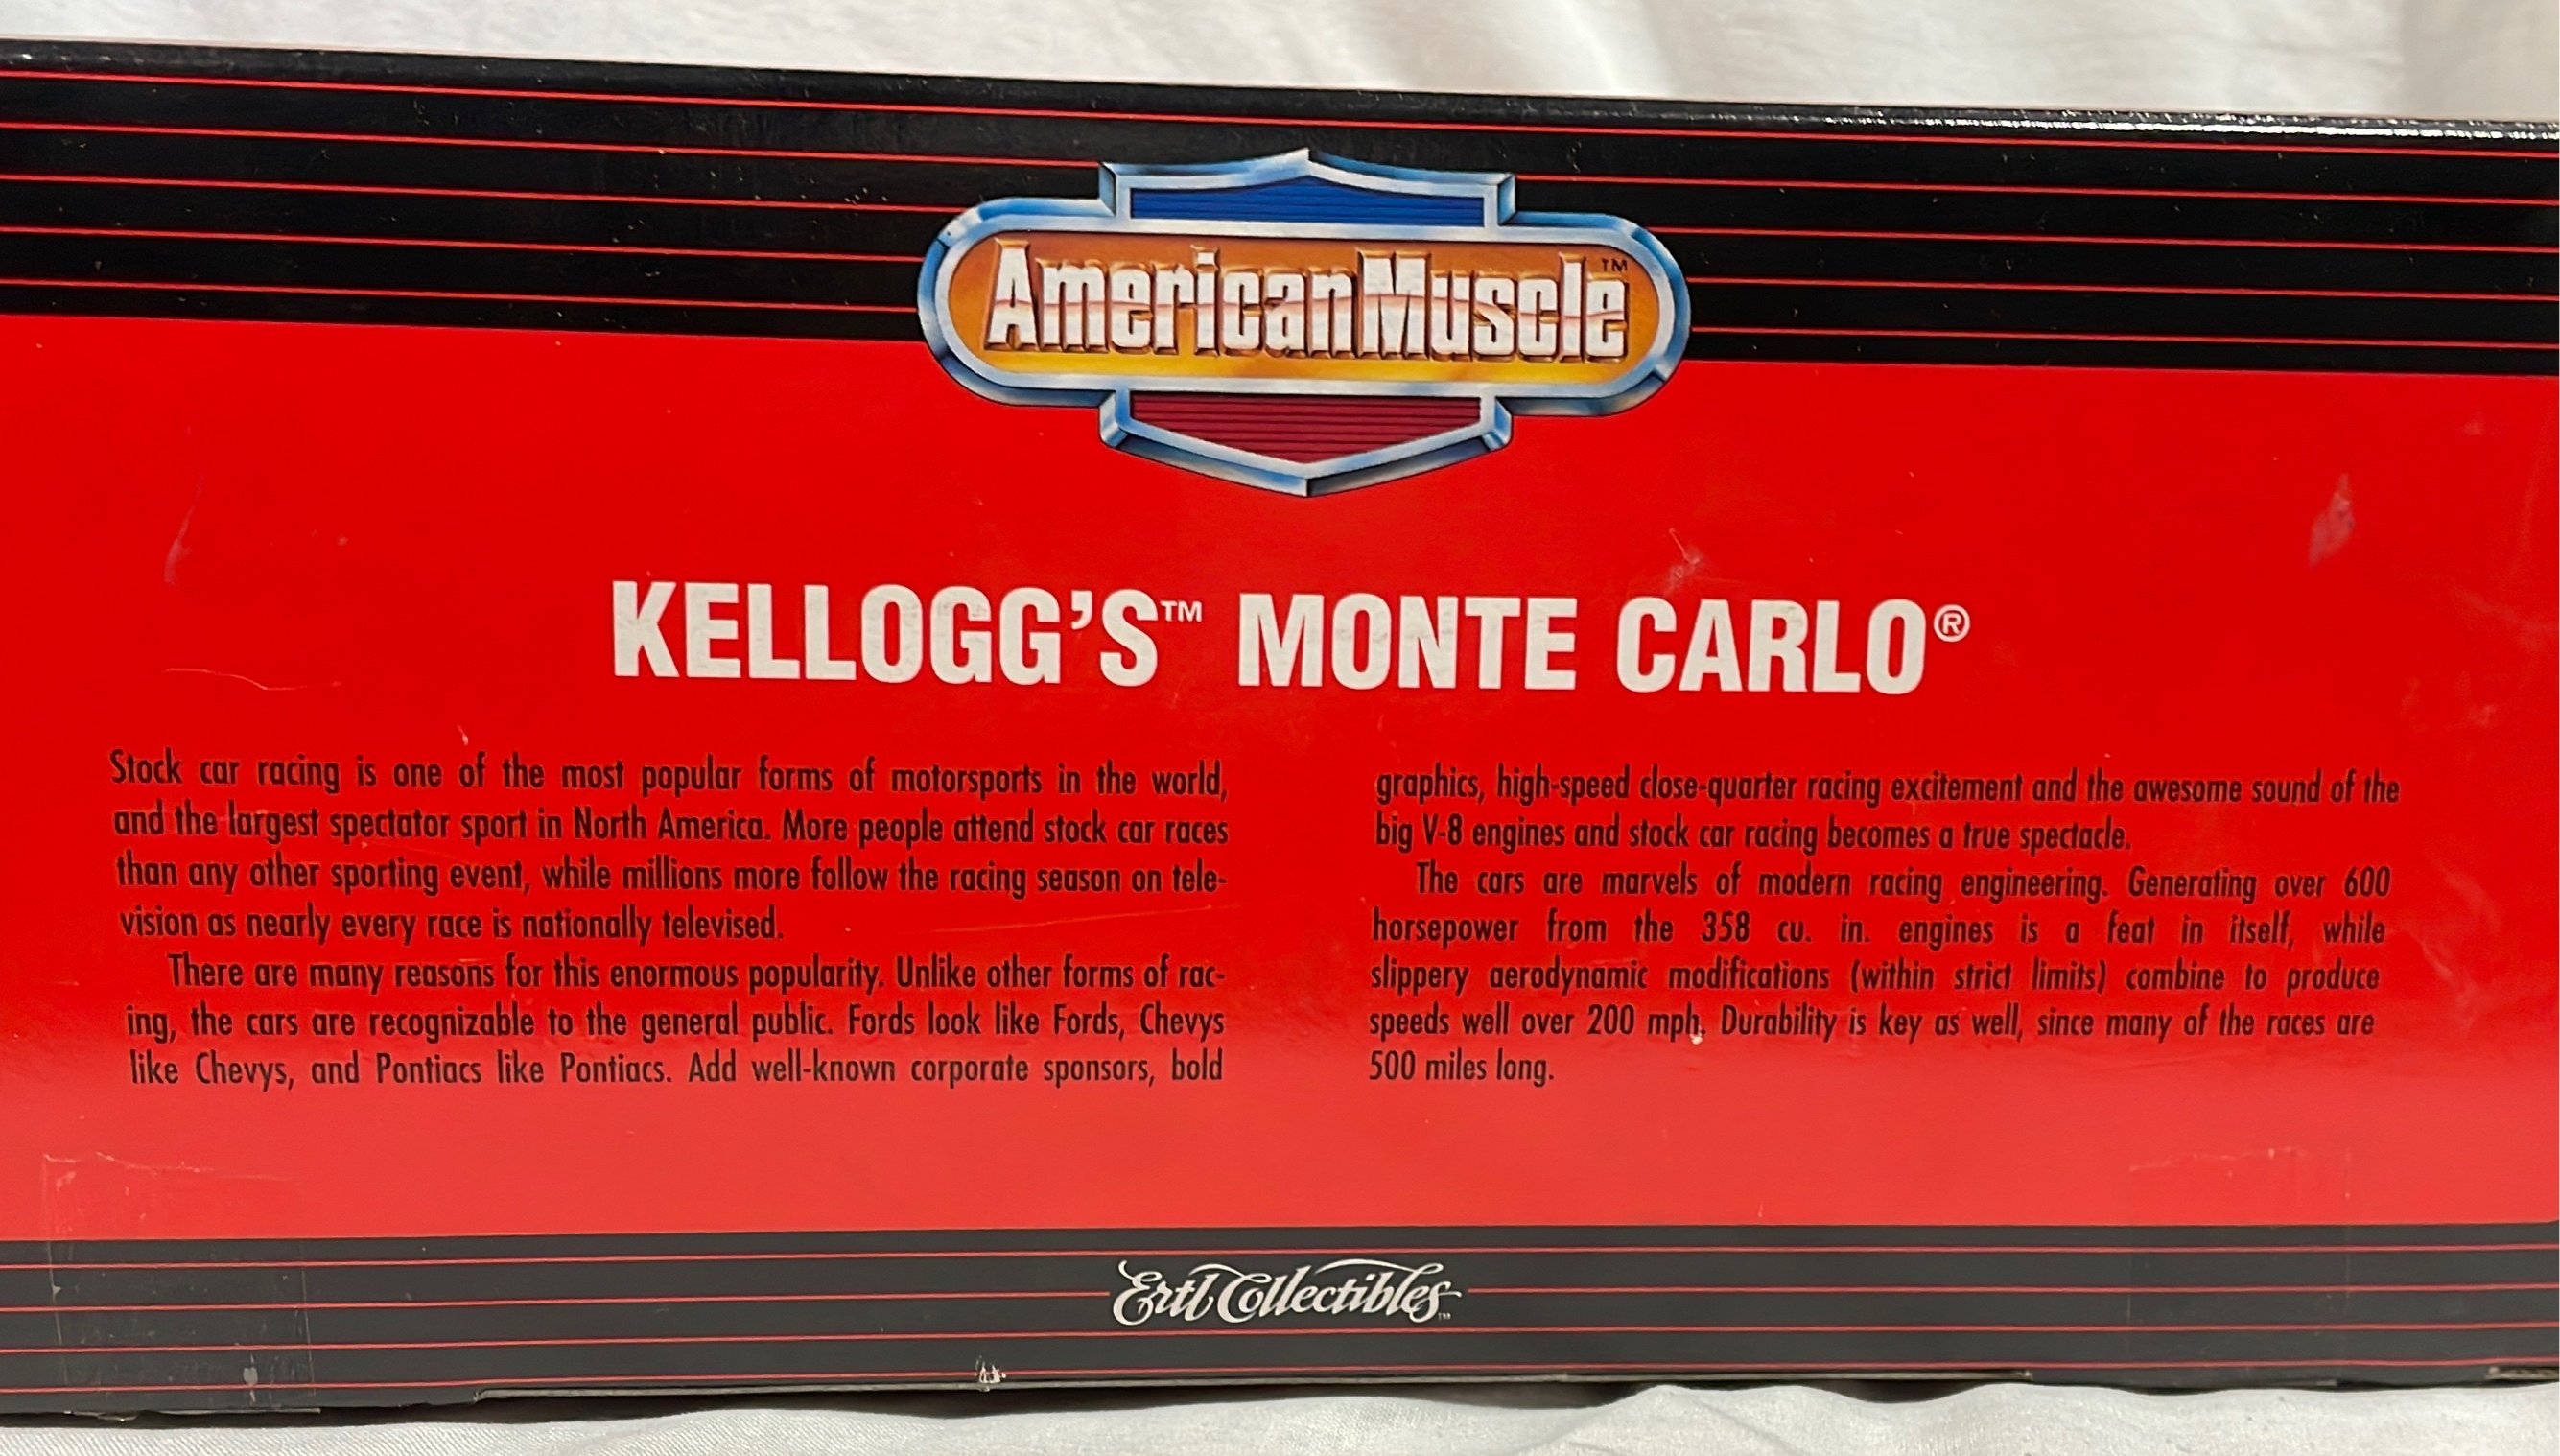 American Muscle™
KELLOGG'S™ MONTE CARLO®
Stock car racing is one of the most popular forms of motorsports in the world,
and the largest spectator sport in North America. More people attend stock car races
than any other sporting event, while millions more follow the racing season on tele-
vision as nearly every race is nationally televised.
There are many reasons for this enormous popularity. Unlike other forms of rac-
ing, the cars are recognizable to the general public. Fords look like Fords, Chevys
like Chevys, and Pontiacs like Pontiacs. Add well-known corporate sponsors, bold
graphics, high-speed close-quarter racing excitement and the awesome sound of the
big V-8 engines and stock car racing becomes a true spectacle.
The cars are marvels of modern racing engineering. Generating over 600
horsepower from the 358 cu. in. engines is a feat in itself, while
slippery aerodynamic modifications (within strict limits) combine to produce
speeds well over 200 mph. Durability is key as well, since many of the races are
500 miles long.
Ertl Collectibles™